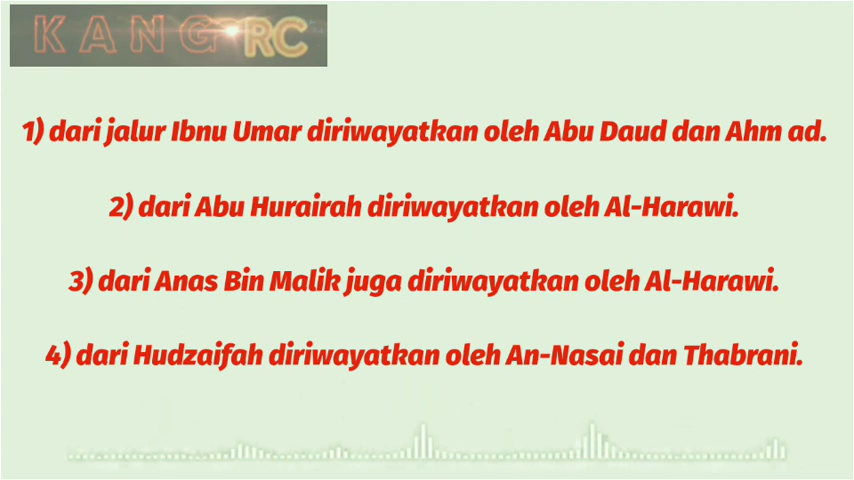 KANG RC
1) dari jalur Ibnu Umar diriwayatkan oleh Abu Daud dan Ahm ad.
2) dari Abu Hurairah diriwayatkan oleh Al-Harawi.
3) dari Anas Bin Malik juga diriwayatkan oleh Al-Harawi.
4) dari Hudzaifah diriwayatkan oleh An-Nasai dan Thabrani.